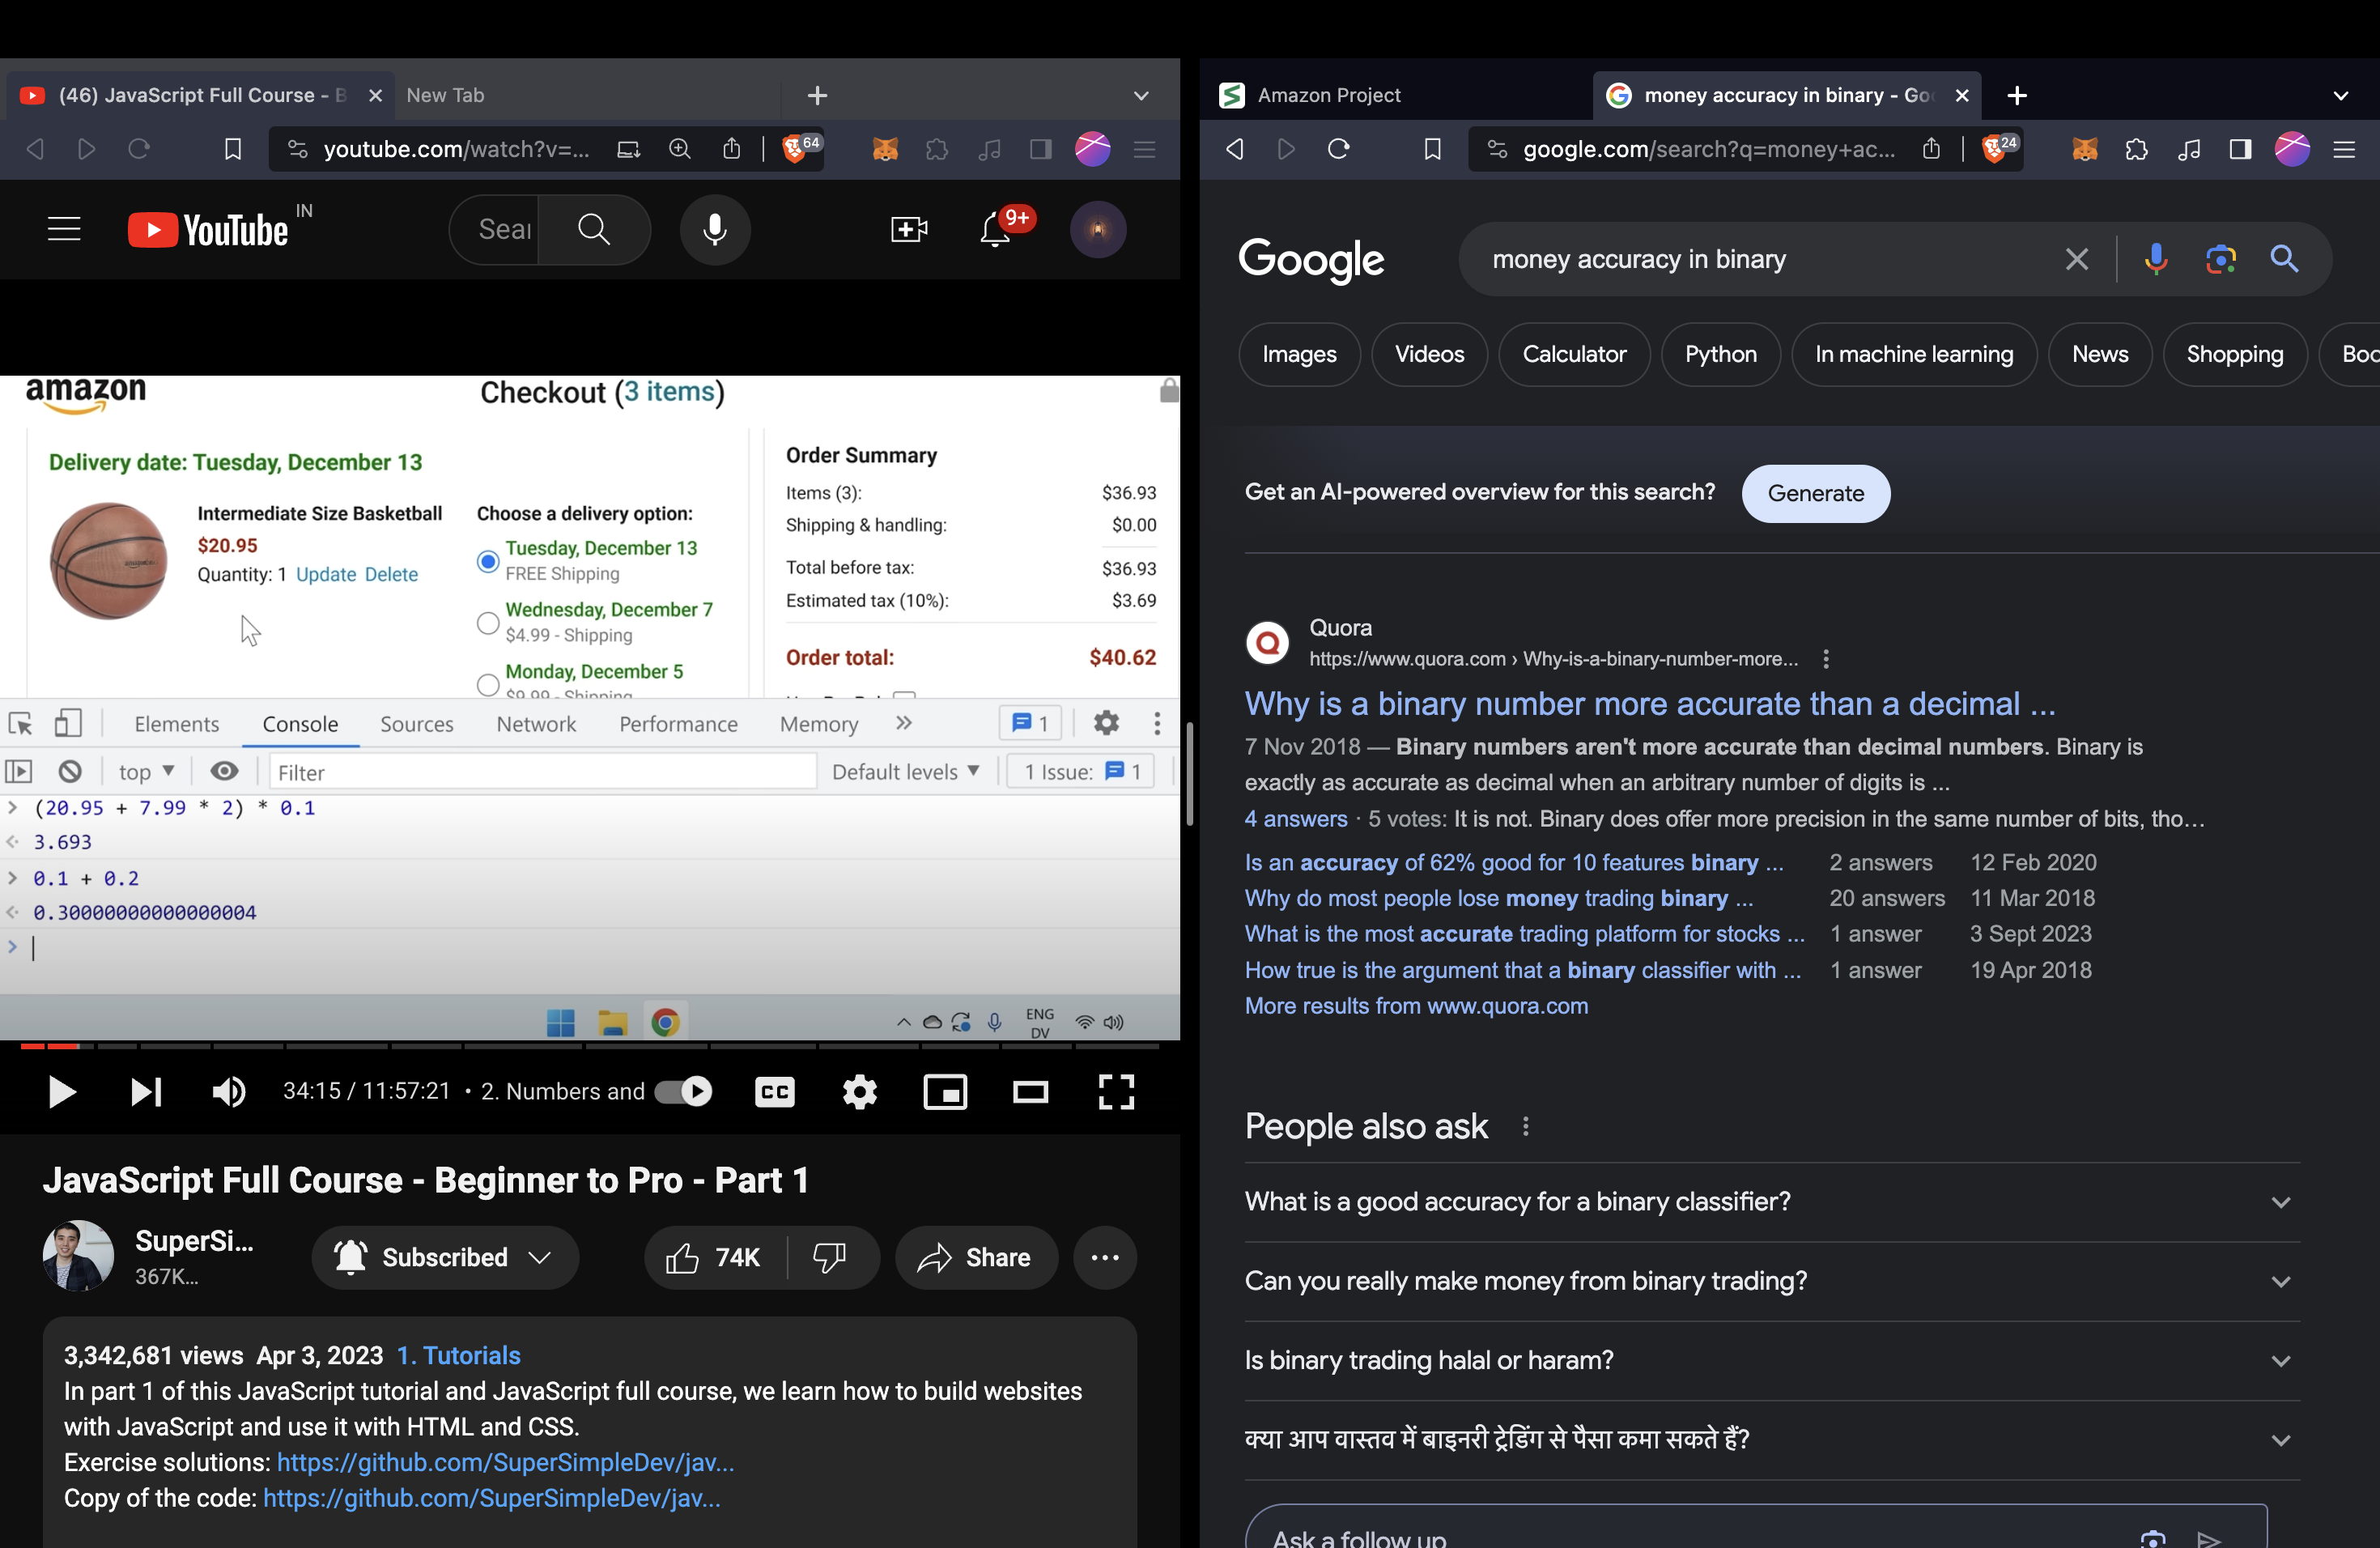 (46) JavaScript Full Course - B
New Tab
youtube.com/watch?v=...
64
YouTube
IN
Sear
9+
amazon
Checkout (3 items)
Delivery date: Tuesday, December 13
Intermediate Size Basketball
$20.95
Quantity: 1 Update Delete
Choose a delivery option:
Tuesday, December 13
FREE Shipping
Wednesday, December 7
$4.99 - Shipping
Monday, December 5
$9.99 - Shipping
Order Summary
Items (3): $36.93
Shipping & handling: $0.00
Total before tax: $36.93
Estimated tax (10%): $3.69
Order total: $40.62
Elements Console Sources Network Performance Memory
1
top
Filter
Default levels
1 Issue: 1
(20.95 + 7.99 * 2) * 0.1
3.693
0.1 + 0.2
0.30000000000000004
ENG
DV
34:15 / 11:57:21 • 2. Numbers and
CC
JavaScript Full Course - Beginner to Pro - Part 1
SuperSi...
367K...
Subscribed
74K
Share
3,342,681 views Apr 3, 2023 1. Tutorials
In part 1 of this JavaScript tutorial and JavaScript full course, we learn how to build websites
with JavaScript and use it with HTML and CSS.
Exercise solutions: https://github.com/SuperSimpleDev/jav...
Copy of the code: https://github.com/SuperSimpleDev/jav...
Amazon Project
money accuracy in binary - Goo
google.com/search?q=money+ac...
24
Google
money accuracy in binary
Images
Videos
Calculator
Python
In machine learning
News
Shopping
Boo
Get an AI-powered overview for this search?
Generate
Quora
https://www.quora.com › Why-is-a-binary-number-more...
Why is a binary number more accurate than a decimal ...
7 Nov 2018 — Binary numbers aren't more accurate than decimal numbers. Binary is
exactly as accurate as decimal when an arbitrary number of digits is ...
4 answers · 5 votes: It is not. Binary does offer more precision in the same number of bits, tho...
Is an accuracy of 62% good for 10 features binary ... 2 answers 12 Feb 2020
Why do most people lose money trading binary ... 20 answers 11 Mar 2018
What is the most accurate trading platform for stocks ... 1 answer 3 Sept 2023
How true is the argument that a binary classifier with ... 1 answer 19 Apr 2018
More results from www.quora.com
People also ask
What is a good accuracy for a binary classifier?
Can you really make money from binary trading?
Is binary trading halal or haram?
क्या आप वास्तव में बाइनरी ट्रेडिंग से पैसा कमा सकते हैं?
Ask a follow up